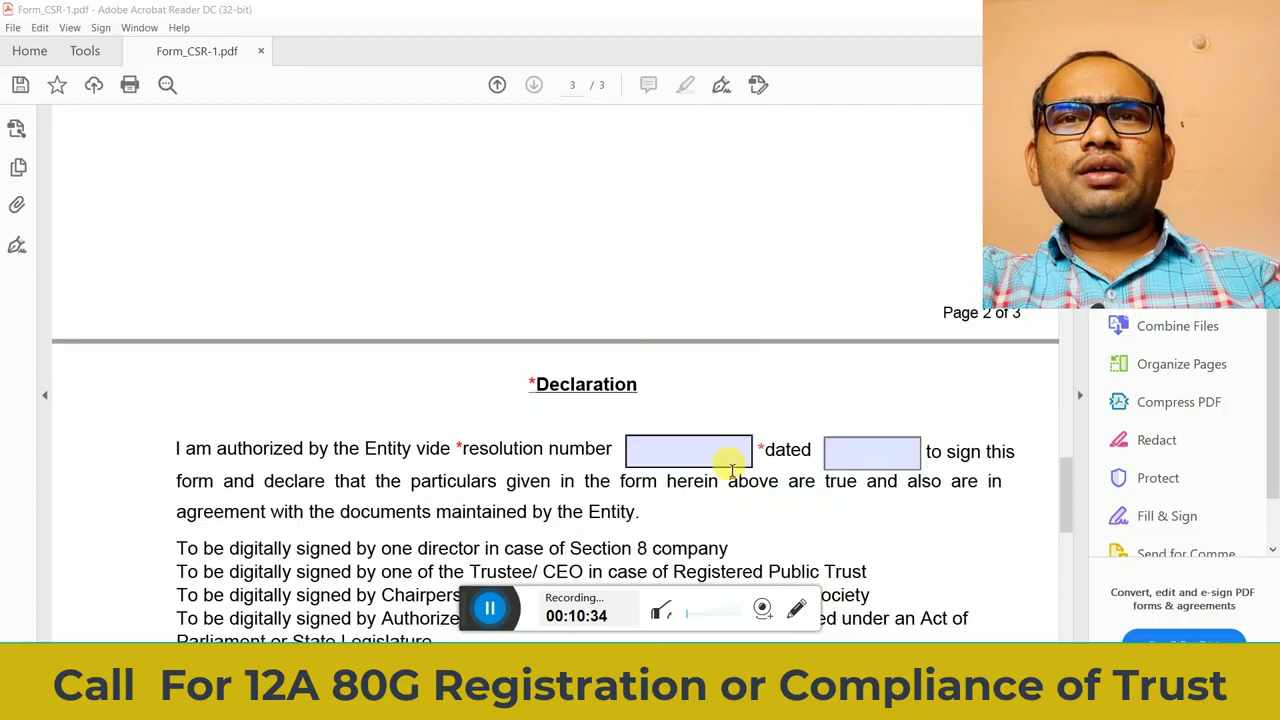 Form_CSR-1.pdf - Adobe Acrobat Reader DC (32-bit)
File Edit View Sign Window Help
Home Tools Form_CSR-1.pdf ×
3 / 3
Page 2 of 3
Combine Files
Organize Pages
Compress PDF
Redact
Protect
Fill & Sign
Send for Comme
Convert, edit and e-sign PDF
forms & agreements
*Declaration
I am authorized by the Entity vide *resolution number *dated to sign this
form and declare that the particulars given in the form herein above are true and also are in
agreement with the documents maintained by the Entity.
To be digitally signed by one director in case of Section 8 company
To be digitally signed by one of the Trustee/ CEO in case of Registered Public Trust
To be digitally signed by Chairpers ociety
To be digitally signed by Authorize ed under an Act of
Parliament or State Legislature
Recording...
00:10:34
Call For 12A 80G Registration or Compliance of Trust